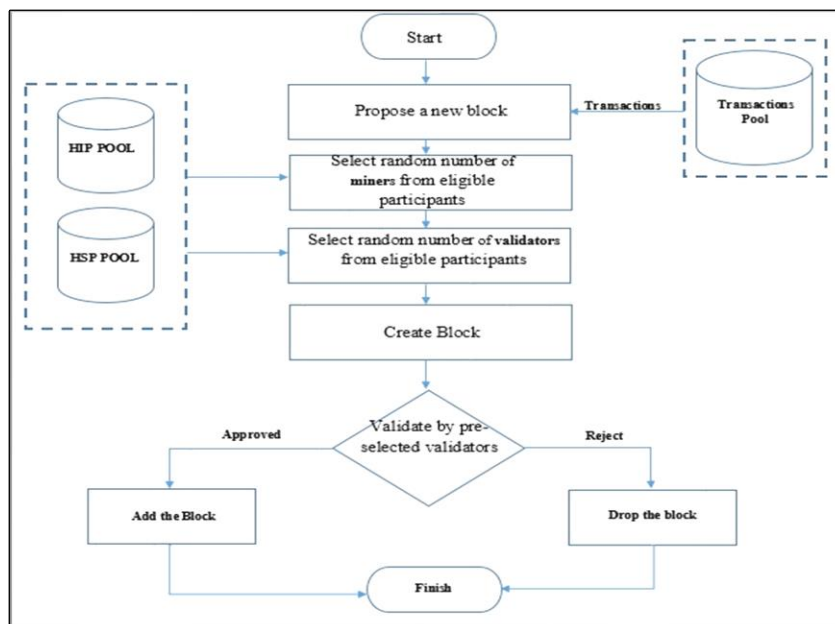 Start
Propose a new block
Transactions
Transactions
Pool
HIP POOL
Select random number of
miners from eligible
participants
HSP POOL
Select random number of validators
from eligible participants
Create Block
Validate by pre-
selected validators
Approved
Reject
Add the Block
Drop the block
Finish